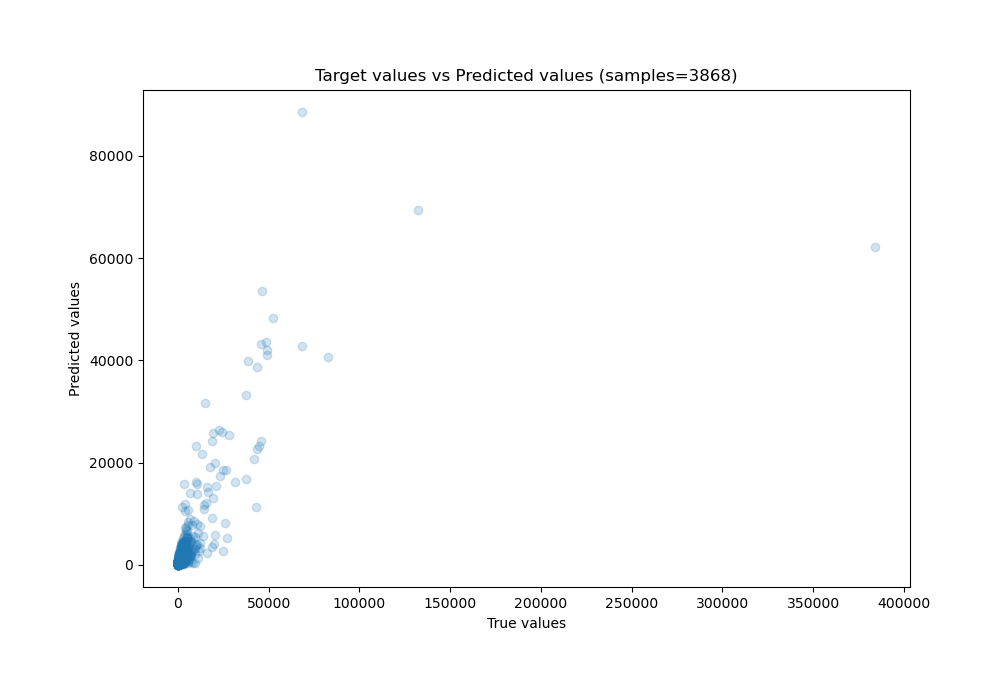 Target values vs Predicted values (samples=3868)
80000
60000
40000
20000
0
Predicted values
0 50000 100000 150000 200000 250000 300000 350000 400000
True values